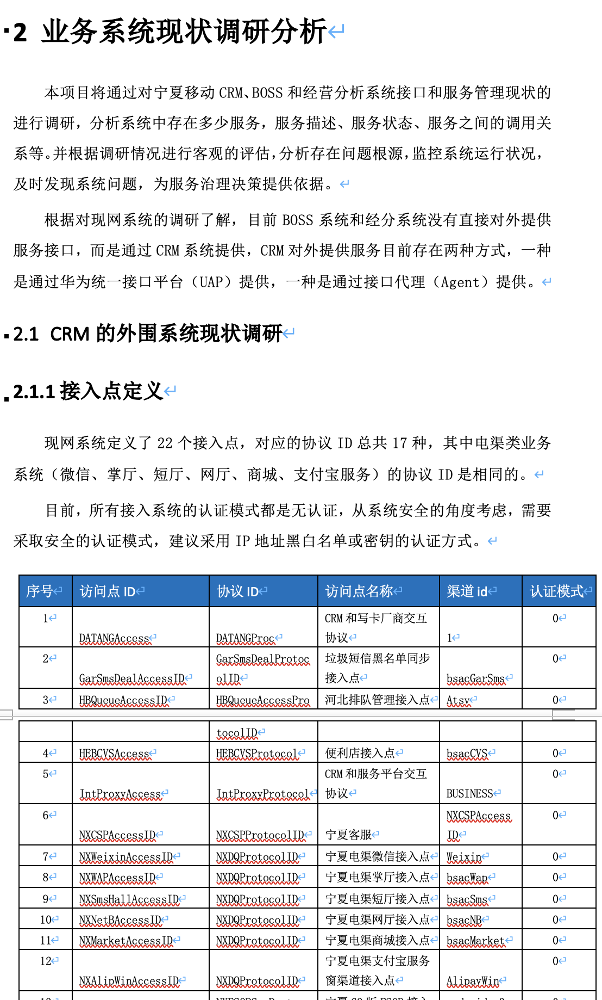 2 业务系统现状调研分析
本项目将通过对宁夏移动 CRM、BOSS 和经营分析系统接口和服务管理现状的
进行调研，分析系统中存在多少服务，服务描述、服务状态、服务之间的调用关
系等。并根据调研情况进行客观的评估，分析存在问题根源，监控系统运行状况，
及时发现系统问题，为服务治理决策提供依据。
根据对现网系统的调研了解，目前 BOSS 系统和经分系统没有直接对外提供
服务接口，而是通过 CRM 系统提供，CRM 对外提供服务目前存在两种方式，一种
是通过华为统一接口平台（UAP）提供，一种是通过接口代理（Agent）提供。
2.1 CRM 的外围系统现状调研
2.1.1 接入点定义
现网系统定义了 22 个接入点，对应的协议 ID 总共 17 种，其中电渠类业务
系统（微信、掌厅、短厅、网厅、商城、支付宝服务）的协议 ID 是相同的。
目前，所有接入系统的认证模式都是无认证，从系统安全的角度考虑，需要
采取安全的认证模式，建议采用 IP 地址黑白名单或密钥的认证方式。
序号 访问点 ID 协议 ID 访问点名称 渠道 id 认证模式
1 CRM 和写卡厂商交互 0
DATANGAccess DATANGProc 协议 1
2 GarSmsDealProtoc 垃圾短信黑名单同步 0
GarSmsDealAccessID olID 接入点 bsacGarSms
3 HBQueueAccessID HBQueueAccessPro 河北排队管理接入点 Atsv 0
tocolID
4 HEBCVSAccess HEBCVSProtocol 便利店接入点 bsacCVS 0
5 CRM 和服务平台交互 0
IntProxyAccess IntProxyProtocol 协议 BUSINESS
6 NXCSPAccess 0
NXCSPAccessID NXCSPProtocolID 宁夏客服 ID
7 NXWeixinAccessID NXDQProtocolID 宁夏电渠微信接入点 Weixin 0
8 NXWAPAccessID NXDQProtocolID 宁夏电渠掌厅接入点 bsacWap 0
9 NXSmsHallAccessID NXDQProtocolID 宁夏电渠短厅接入点 bsacSms 0
10 NXNetBAccessID NXDQProtocolID 宁夏电渠网厅接入点 bsacNB 0
11 NXMarketAccessID NXDQProtocolID 宁夏电渠商城接入点 bsacMarket 0
12 宁夏电渠支付宝服务 0
NXAlipWinAccessID NXDQProtocolID 窗渠道接入点 AlipayWin